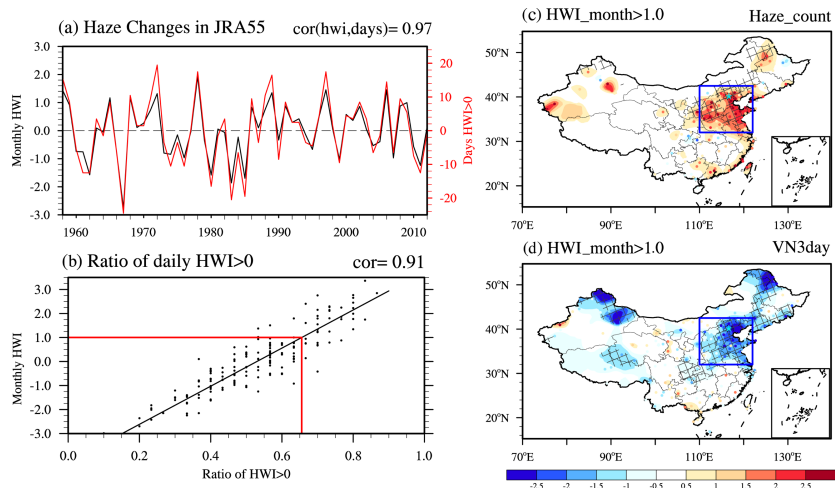 (a) Haze Changes in JRA55 cor(hwi,days)= 0.97
3.0
2.0
1.0
0.0
-1.0
-2.0
-3.0
Monthly HWI
20
10
0
-10
-20
Days HWI>0
1960 1970 1980 1990 2000 2010
(b) Ratio of daily HWI>0 cor= 0.91
3.0
2.0
1.0
0.0
-1.0
-2.0
-3.0
Monthly HWI
0.0 0.2 0.4 0.6 0.8 1.0
Ratio of HWI>0
(c) HWI_month>1.0 Haze_count
50°N
40°N
30°N
20°N
70°E 90°E 110°E 130°E
(d) HWI_month>1.0 VN3day
50°N
40°N
30°N
20°N
70°E 90°E 110°E 130°E
-2.5 -2 -1.5 -1 -0.5 0.5 1 1.5 2 2.5